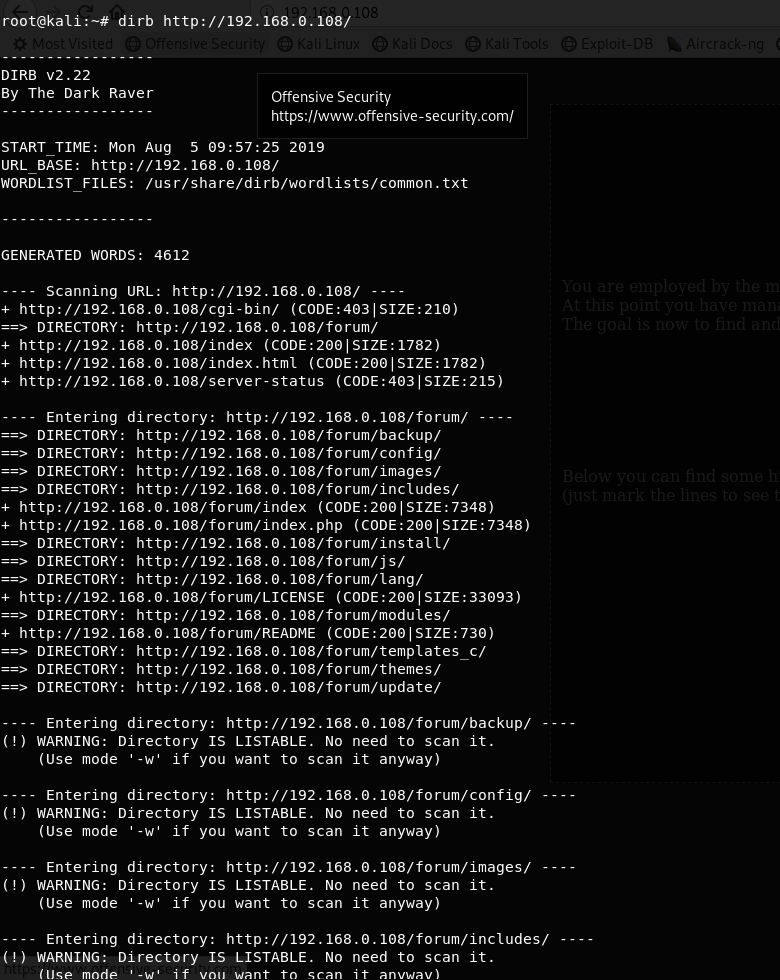 192.168.0.108
root@kali:~# dirb http://192.168.0.108/
Most Visited Offensive Security Kali Linux Kali Docs Kali Tools Exploit-DB Aircrack-ng
-----------------
DIRB v2.22
By The Dark Raver
-----------------
Offensive Security
https://www.offensive-security.com/
START_TIME: Mon Aug  5 09:57:25 2019
URL_BASE: http://192.168.0.108/
WORDLIST_FILES: /usr/share/dirb/wordlists/common.txt
-----------------
GENERATED WORDS: 4612
---- Scanning URL: http://192.168.0.108/ ----
+ http://192.168.0.108/cgi-bin/ (CODE:403|SIZE:210)
==> DIRECTORY: http://192.168.0.108/forum/
+ http://192.168.0.108/index (CODE:200|SIZE:1782)
+ http://192.168.0.108/index.html (CODE:200|SIZE:1782)
+ http://192.168.0.108/server-status (CODE:403|SIZE:215)
---- Entering directory: http://192.168.0.108/forum/ ----
==> DIRECTORY: http://192.168.0.108/forum/backup/
==> DIRECTORY: http://192.168.0.108/forum/config/
==> DIRECTORY: http://192.168.0.108/forum/images/
==> DIRECTORY: http://192.168.0.108/forum/includes/
+ http://192.168.0.108/forum/index (CODE:200|SIZE:7348)
+ http://192.168.0.108/forum/index.php (CODE:200|SIZE:7348)
==> DIRECTORY: http://192.168.0.108/forum/install/
==> DIRECTORY: http://192.168.0.108/forum/js/
==> DIRECTORY: http://192.168.0.108/forum/lang/
+ http://192.168.0.108/forum/LICENSE (CODE:200|SIZE:33093)
==> DIRECTORY: http://192.168.0.108/forum/modules/
+ http://192.168.0.108/forum/README (CODE:200|SIZE:730)
==> DIRECTORY: http://192.168.0.108/forum/templates_c/
==> DIRECTORY: http://192.168.0.108/forum/themes/
==> DIRECTORY: http://192.168.0.108/forum/update/
---- Entering directory: http://192.168.0.108/forum/backup/ ----
(!) WARNING: Directory IS LISTABLE. No need to scan it.
(Use mode '-w' if you want to scan it anyway)
---- Entering directory: http://192.168.0.108/forum/config/ ----
(!) WARNING: Directory IS LISTABLE. No need to scan it.
(Use mode '-w' if you want to scan it anyway)
---- Entering directory: http://192.168.0.108/forum/images/ ----
(!) WARNING: Directory IS LISTABLE. No need to scan it.
(Use mode '-w' if you want to scan it anyway)
---- Entering directory: http://192.168.0.108/forum/includes/ ----
(!) WARNING: Directory IS LISTABLE. No need to scan it.
(Use mode '-w' if you want to scan it anyway)
You are employed by the m
At this point you have mana
The goal is now to find and
Below you can find some h
(just mark the lines to see t
https://www.offensive-security.com